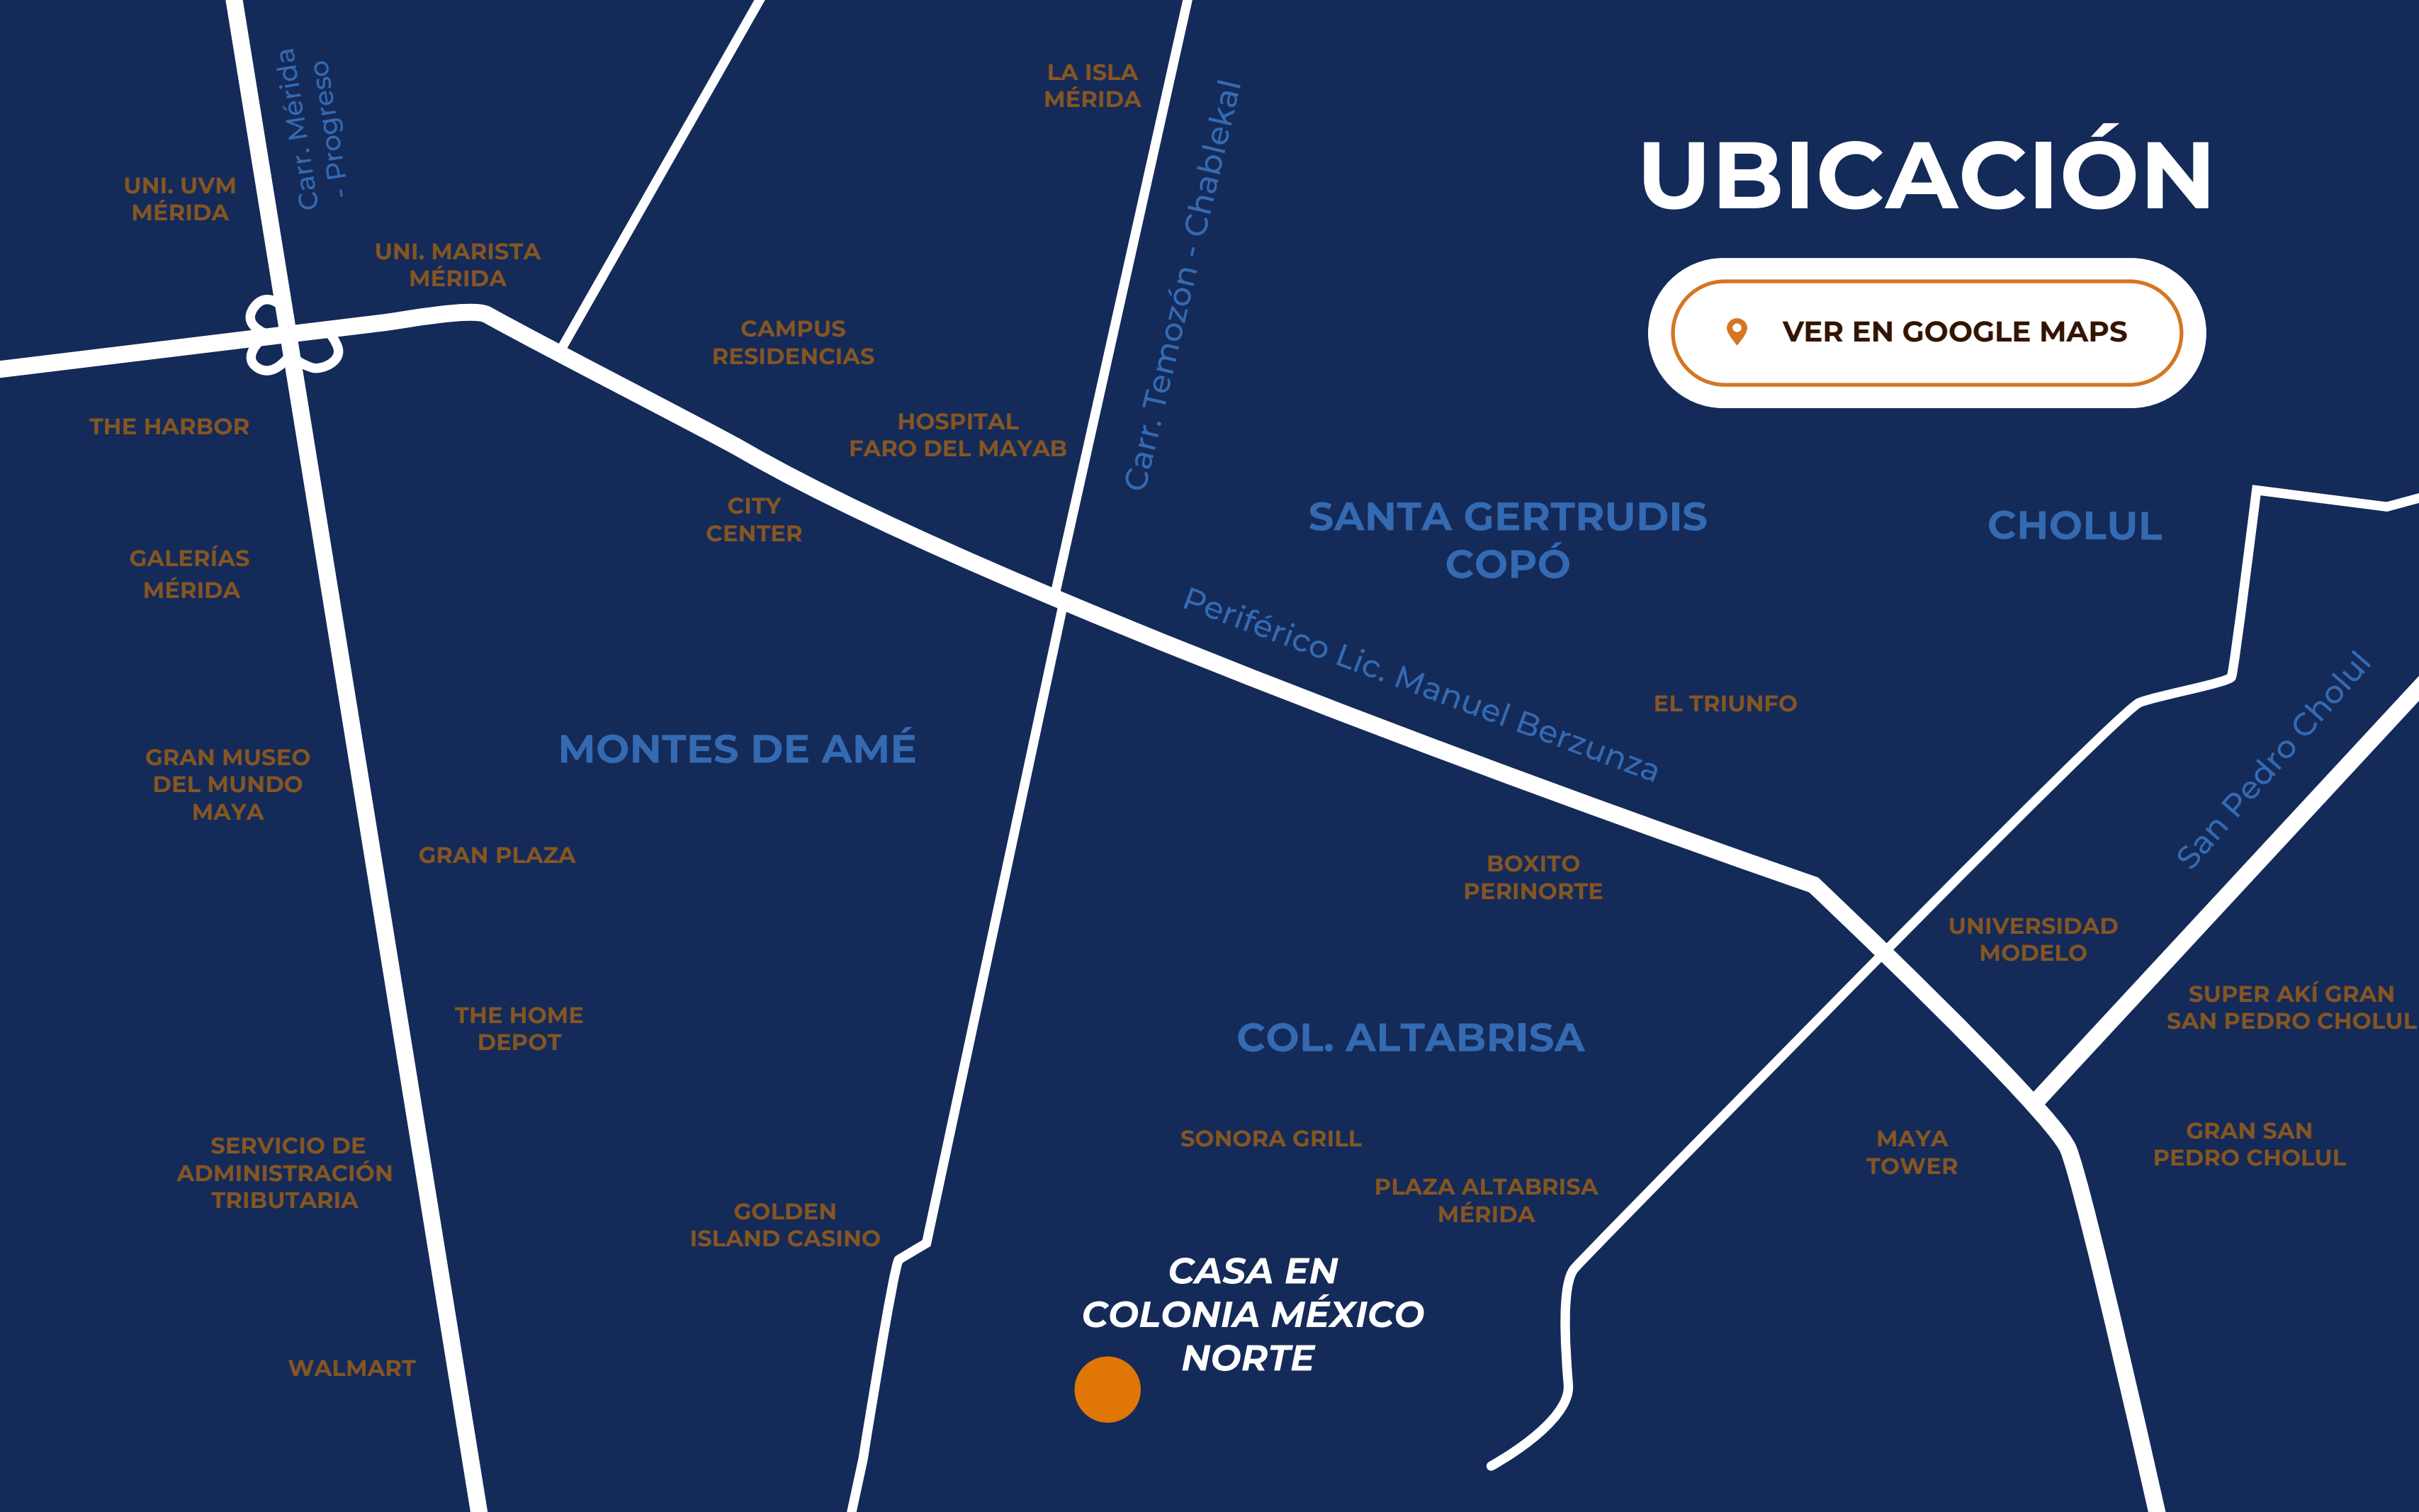 Carr. Mérida
- Progreso
LA ISLA
MÉRIDA
Carr. Temozón - Chablekal
UBICACIÓN
VER EN GOOGLE MAPS
UNI. UVM
MÉRIDA
UNI. MARISTA
MÉRIDA
CAMPUS
RESIDENCIAS
THE HARBOR
HOSPITAL
FARO DEL MAYAB
CITY
CENTER
SANTA GERTRUDIS
COPÓ
CHOLUL
GALERÍAS
MÉRIDA
Periférico Lic. Manuel Berzunza
EL TRIUNFO
San Pedro Cholul
MONTES DE AMÉ
GRAN MUSEO
DEL MUNDO
MAYA
GRAN PLAZA
BOXITO
PERINORTE
UNIVERSIDAD
MODELO
SUPER AKÍ GRAN
SAN PEDRO CHOLUL
THE HOME
DEPOT
COL. ALTABRISA
SERVICIO DE
ADMINISTRACIÓN
TRIBUTARIA
SONORA GRILL
MAYA
TOWER
GRAN SAN
PEDRO CHOLUL
PLAZA ALTABRISA
MÉRIDA
GOLDEN
ISLAND CASINO
CASA EN
COLONIA MÉXICO
NORTE
WALMART